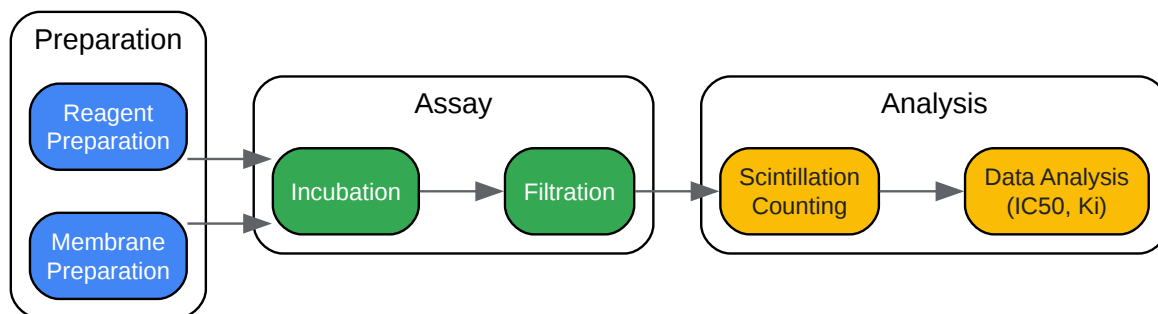 Preparation
Reagent
Preparation
Membrane
Preparation
Assay
Incubation
Filtration
Analysis
Scintillation
Counting
Data Analysis
(IC50, Ki)